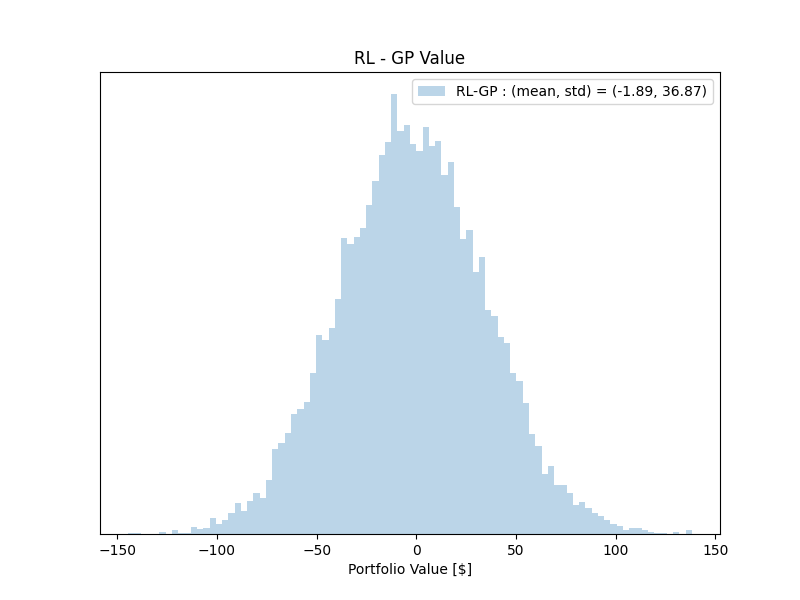 RL - GP Value
RL-GP : (mean, std) = (-1.89, 36.87)
−150 −100 −50 0 50 100 150
Portfolio Value [$]